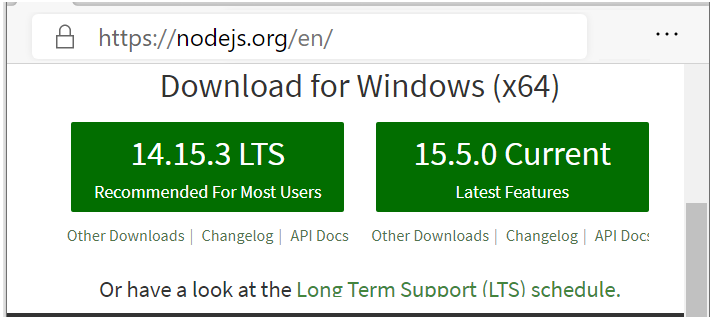 https://nodejs.org/en/
Download for Windows (x64)
14.15.3 LTS
Recommended For Most Users
Other Downloads | Changelog | API Docs
15.5.0 Current
Latest Features
Other Downloads | Changelog | API Docs
Or have a look at the Long Term Support (LTS) schedule.